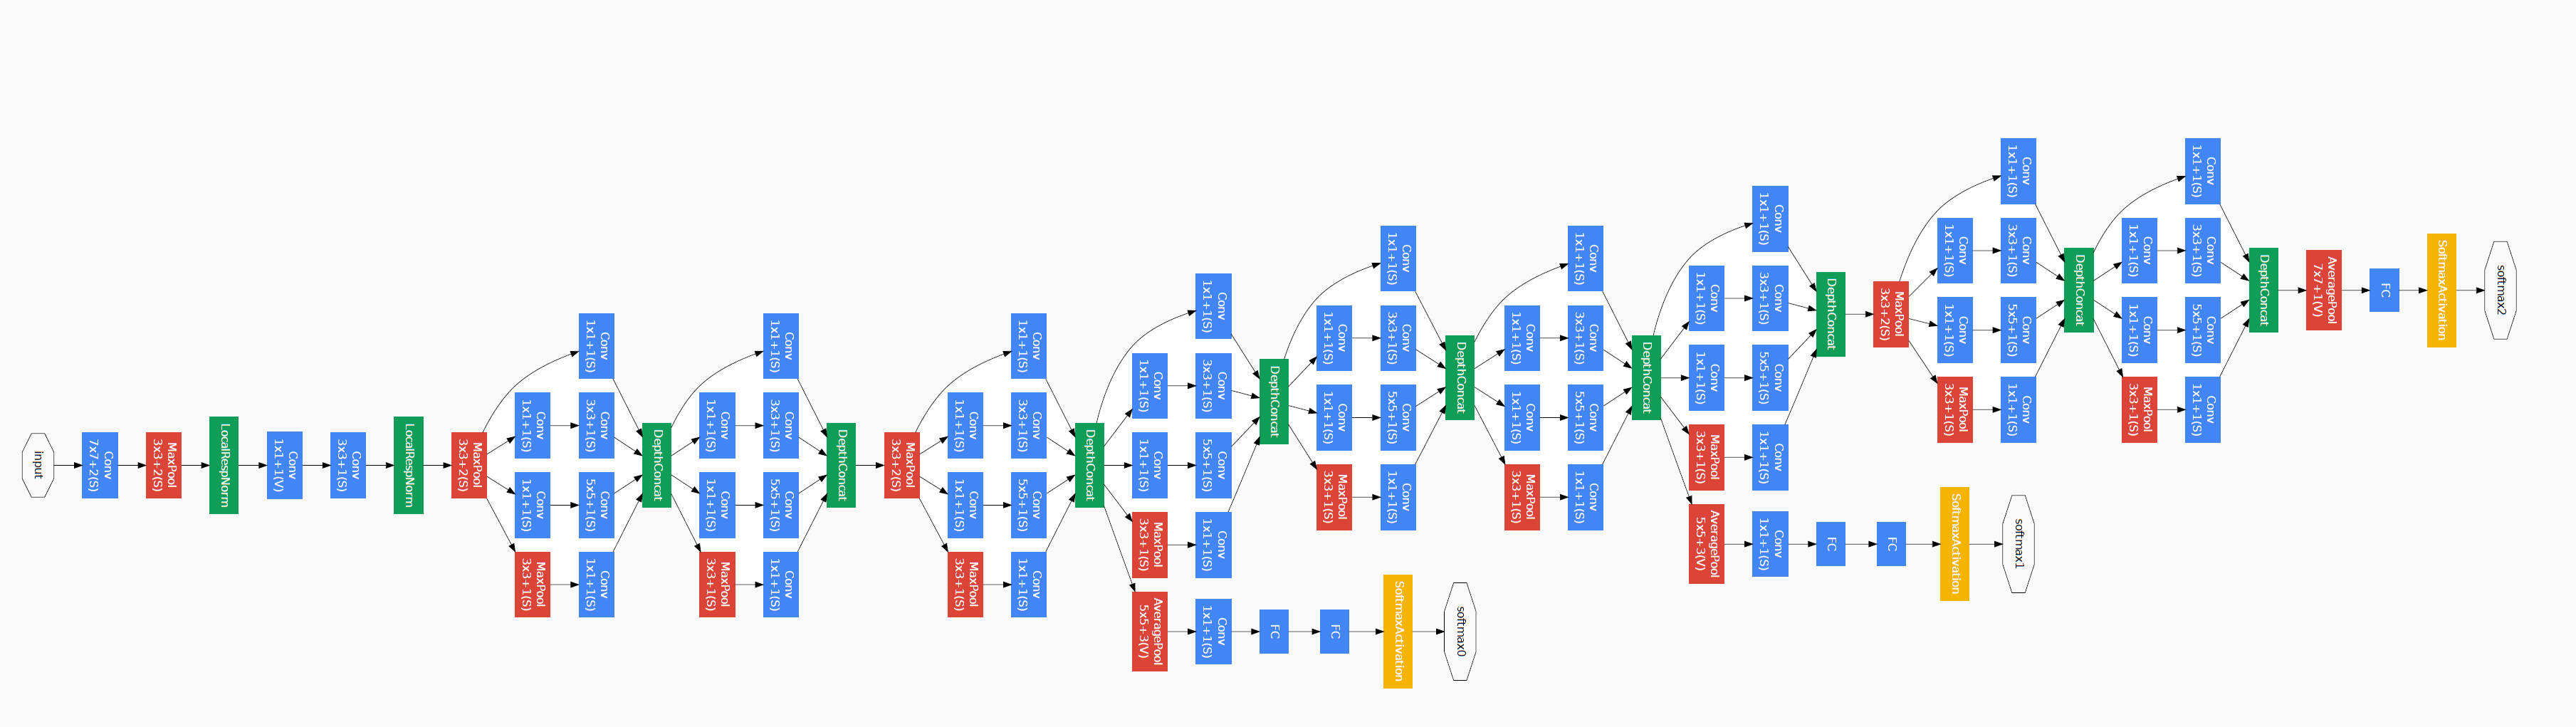 input
Conv
7x7+2(S)
MaxPool
3x3+2(S)
LocalRespNorm
Conv
1x1+1(V)
Conv
3x3+1(S)
LocalRespNorm
MaxPool
3x3+2(S)
Conv
1x1+1(S)
Conv
1x1+1(S)
MaxPool
3x3+1(S)
Conv
1x1+1(S)
Conv
3x3+1(S)
Conv
5x5+1(S)
Conv
1x1+1(S)
DepthConcat
Conv
1x1+1(S)
Conv
1x1+1(S)
MaxPool
3x3+1(S)
Conv
1x1+1(S)
Conv
3x3+1(S)
Conv
5x5+1(S)
Conv
1x1+1(S)
DepthConcat
MaxPool
3x3+2(S)
Conv
1x1+1(S)
Conv
1x1+1(S)
MaxPool
3x3+1(S)
Conv
1x1+1(S)
Conv
3x3+1(S)
Conv
5x5+1(S)
Conv
1x1+1(S)
DepthConcat
Conv
1x1+1(S)
Conv
1x1+1(S)
MaxPool
3x3+1(S)
AveragePool
5x5+3(V)
Conv
1x1+1(S)
Conv
3x3+1(S)
Conv
5x5+1(S)
Conv
1x1+1(S)
Conv
1x1+1(S)
DepthConcat
FC
Conv
1x1+1(S)
Conv
1x1+1(S)
MaxPool
3x3+1(S)
FC
Conv
1x1+1(S)
Conv
3x3+1(S)
Conv
5x5+1(S)
Conv
1x1+1(S)
SoftmaxActivation
DepthConcat
softmax0
Conv
1x1+1(S)
Conv
1x1+1(S)
MaxPool
3x3+1(S)
Conv
1x1+1(S)
Conv
3x3+1(S)
Conv
5x5+1(S)
Conv
1x1+1(S)
DepthConcat
Conv
1x1+1(S)
Conv
1x1+1(S)
MaxPool
3x3+1(S)
AveragePool
5x5+3(V)
Conv
1x1+1(S)
Conv
3x3+1(S)
Conv
5x5+1(S)
Conv
1x1+1(S)
Conv
1x1+1(S)
DepthConcat
FC
MaxPool
3x3+2(S)
FC
Conv
1x1+1(S)
Conv
1x1+1(S)
MaxPool
3x3+1(S)
SoftmaxActivation
Conv
1x1+1(S)
Conv
3x3+1(S)
Conv
5x5+1(S)
Conv
1x1+1(S)
softmax1
DepthConcat
Conv
1x1+1(S)
Conv
1x1+1(S)
MaxPool
3x3+1(S)
Conv
1x1+1(S)
Conv
3x3+1(S)
Conv
5x5+1(S)
Conv
1x1+1(S)
DepthConcat
AveragePool
7x7+1(V)
FC
SoftmaxActivation
softmax2